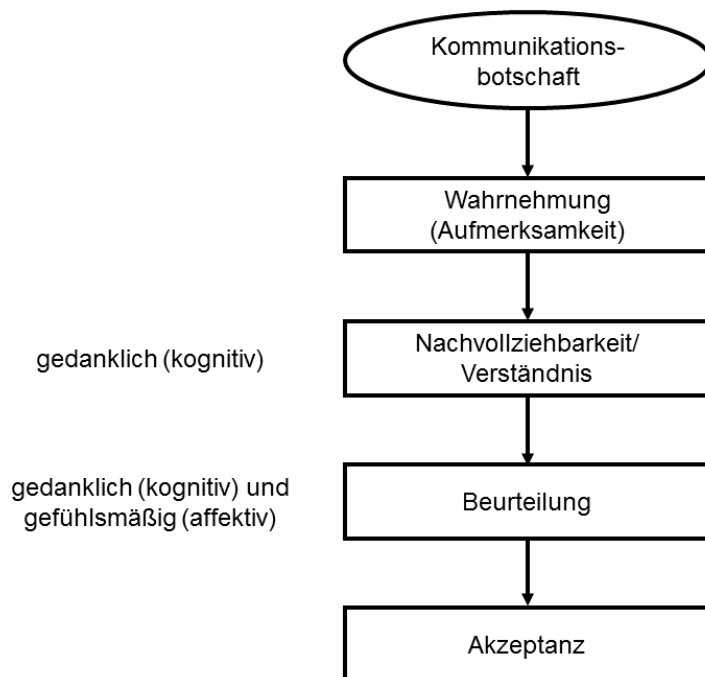 Kommunikations-
botschaft
Wahrnehmung
(Aufmerksamkeit)
gedanklich (kognitiv)
Nachvollziehbarkeit/
Verständnis
gedanklich (kognitiv) und
gefühlsmäßig (affektiv)
Beurteilung
Akzeptanz